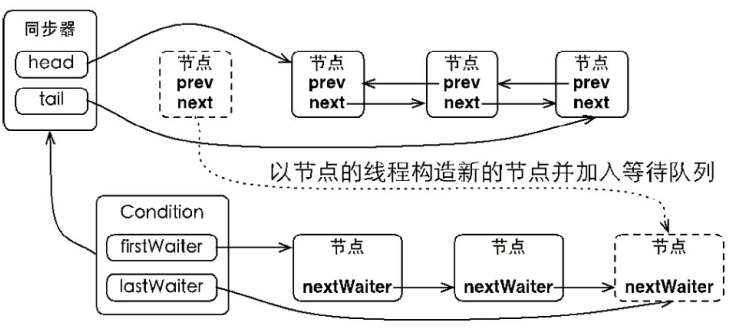 同步器
head
tail
节点
prev
next
节点
prev
next
节点
prev
next
节点
prev
next
以节点的线程构造新的节点并加入等待队列
Condition
firstWaiter
lastWaiter
节点
nextWaiter
节点
nextWaiter
节点
nextWaiter